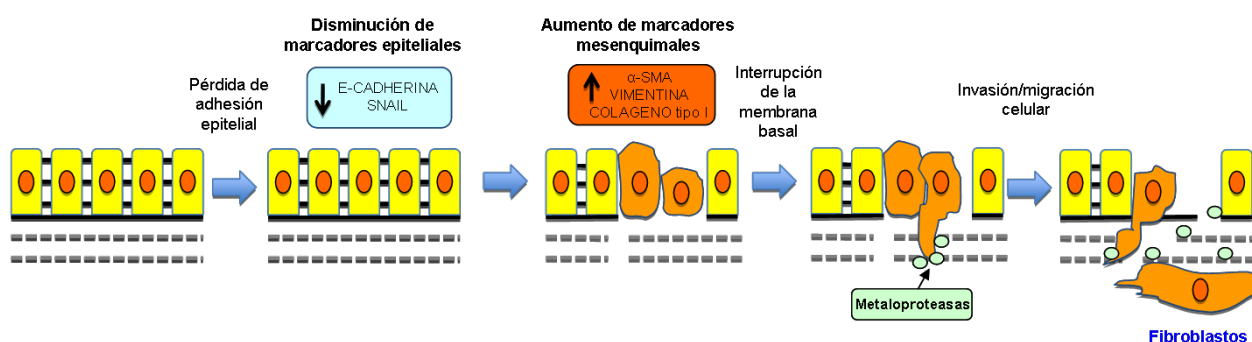 Pérdida de
adhesión
epitelial
Disminución de
marcadores epiteliales
E-CADHERINA
SNAIL
Aumento de marcadores
mesenquimales
α-SMA
VIMENTINA
COLAGENO tipo I
Interrupción
de la
membrana
basal
Metaloproteasas
Invasión/migración
celular
Fibroblastos